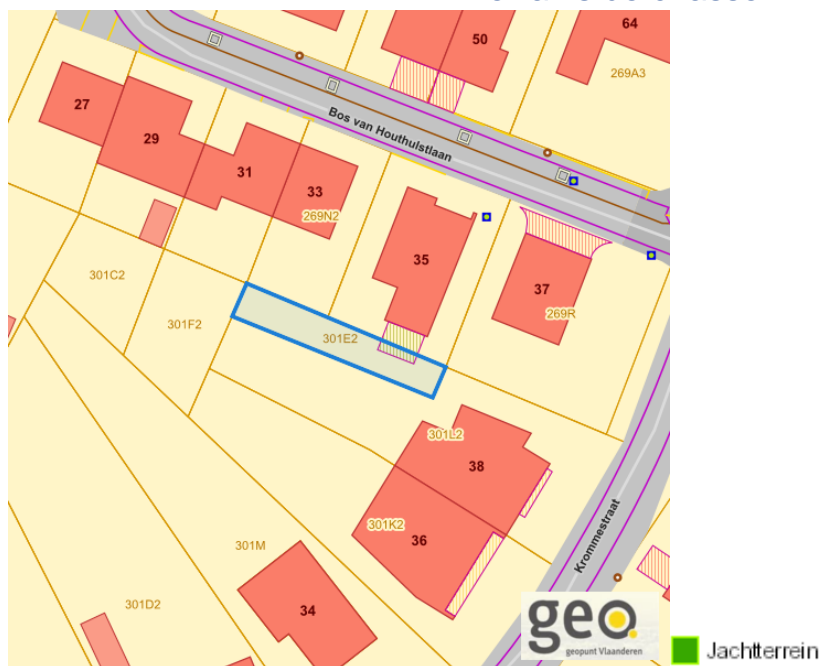 50
64
269A3
27
29
Bos van Houthulstlaan
31
33
269N2
35
301C2
37
269R
301F2
301E2
301L2
38
301K2
36
Krommestraat
301M
34
301D2
geo.
geopunt Vlaanderen
Jachtterrein